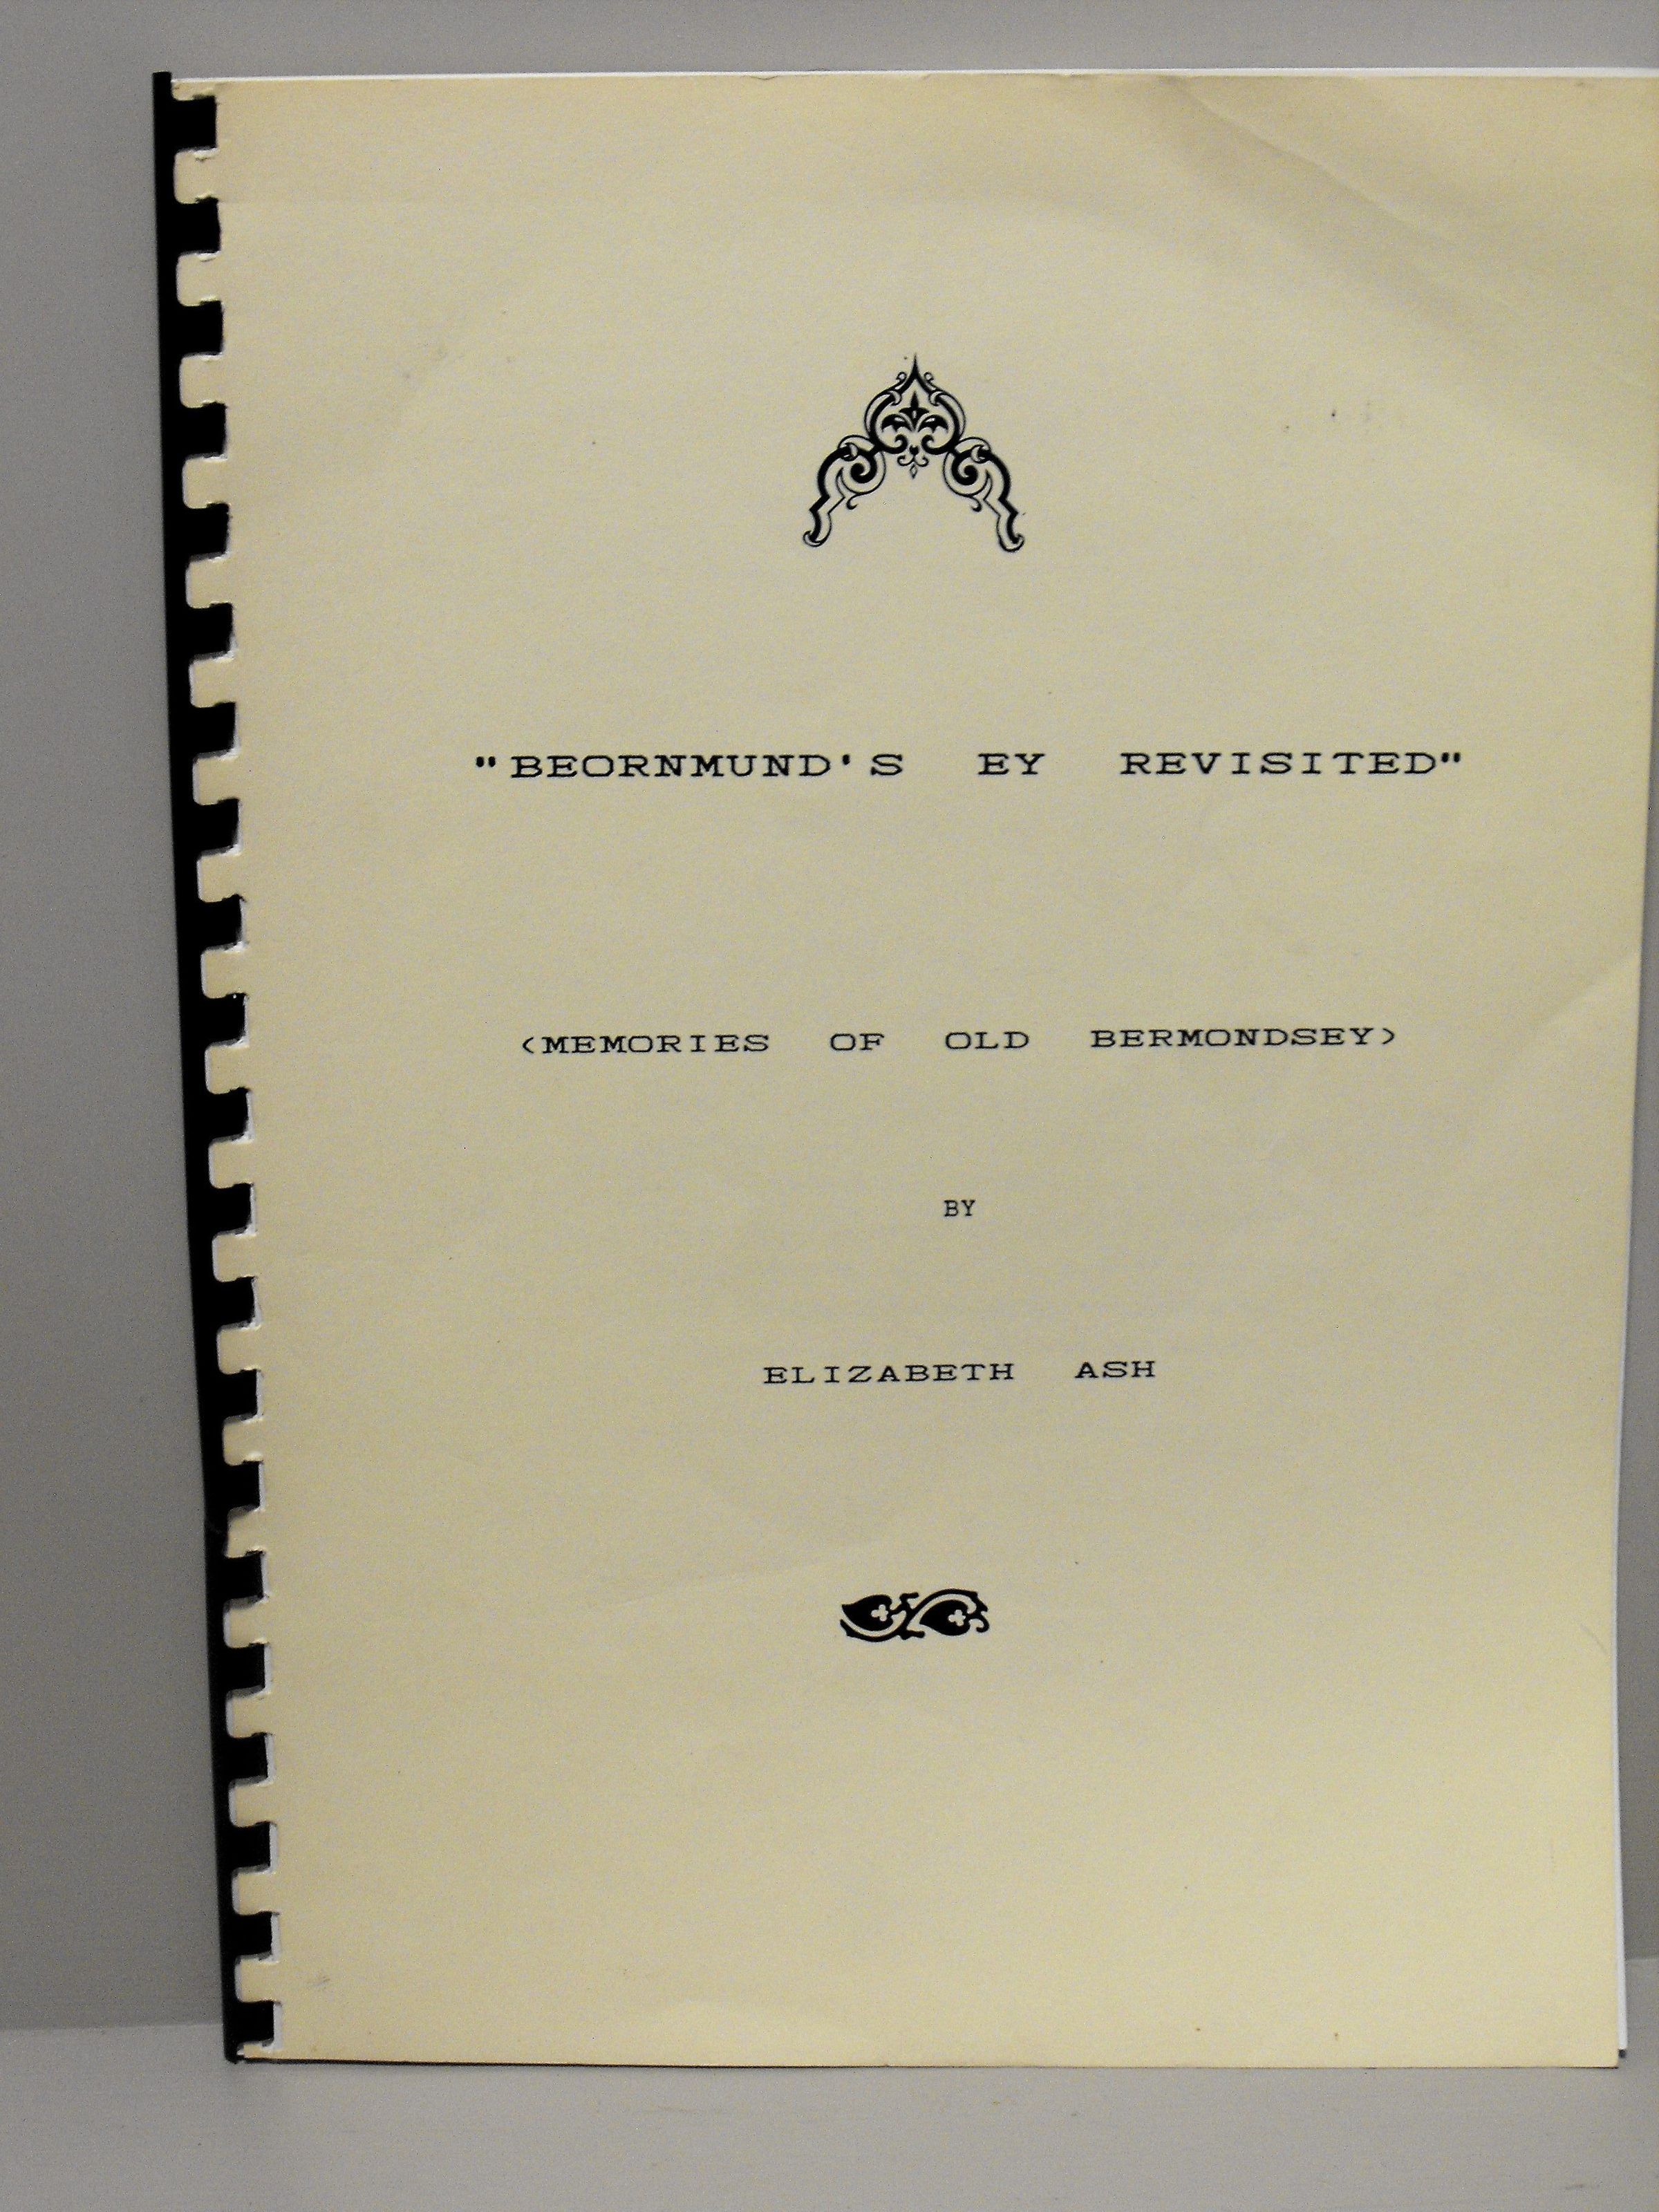 "BEORNMUND'S EY REVISITED"
(MEMORIES OF OLD BERMONDSEY)
BY
ELIZABETH ASH